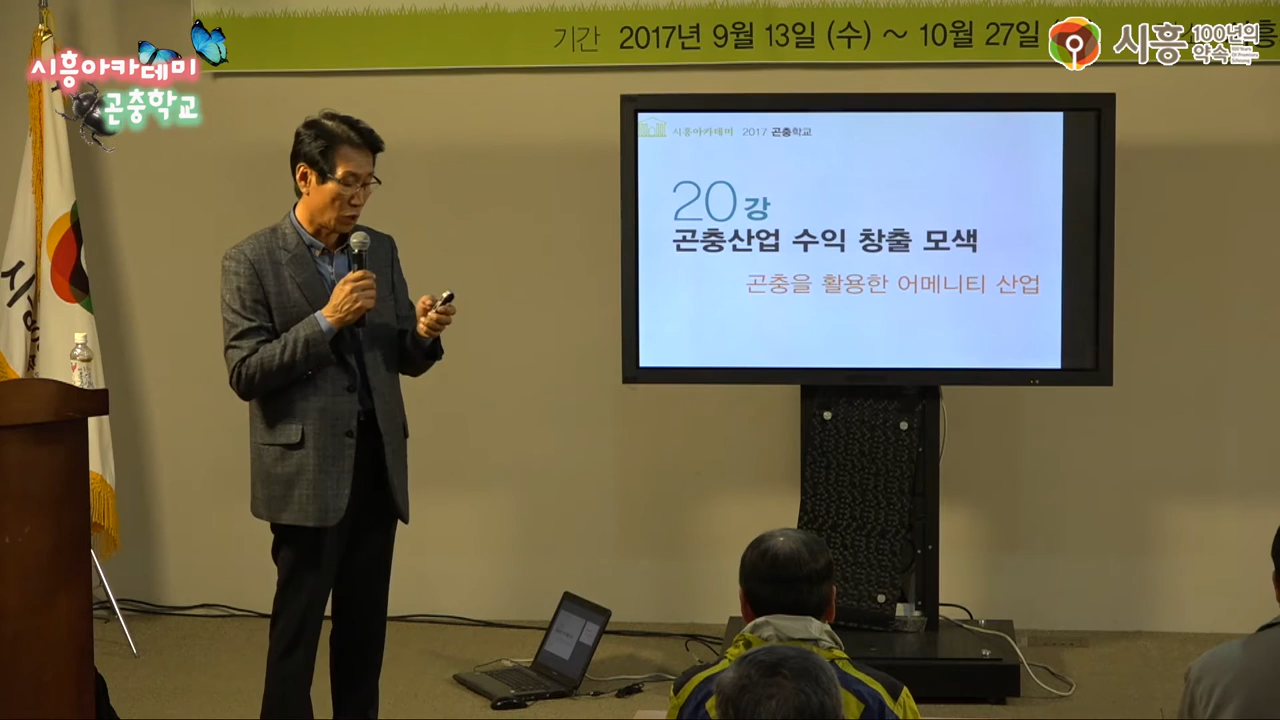 기간 2017년 9월 13일 (수) ~ 10월 27일
시흥
100년의
약속
시흥아카데미
곤충학교
시흥아카데미 2017 곤충학교
20강
곤충산업 수익 창출 모색
곤충을 활용한 어메니티 산업